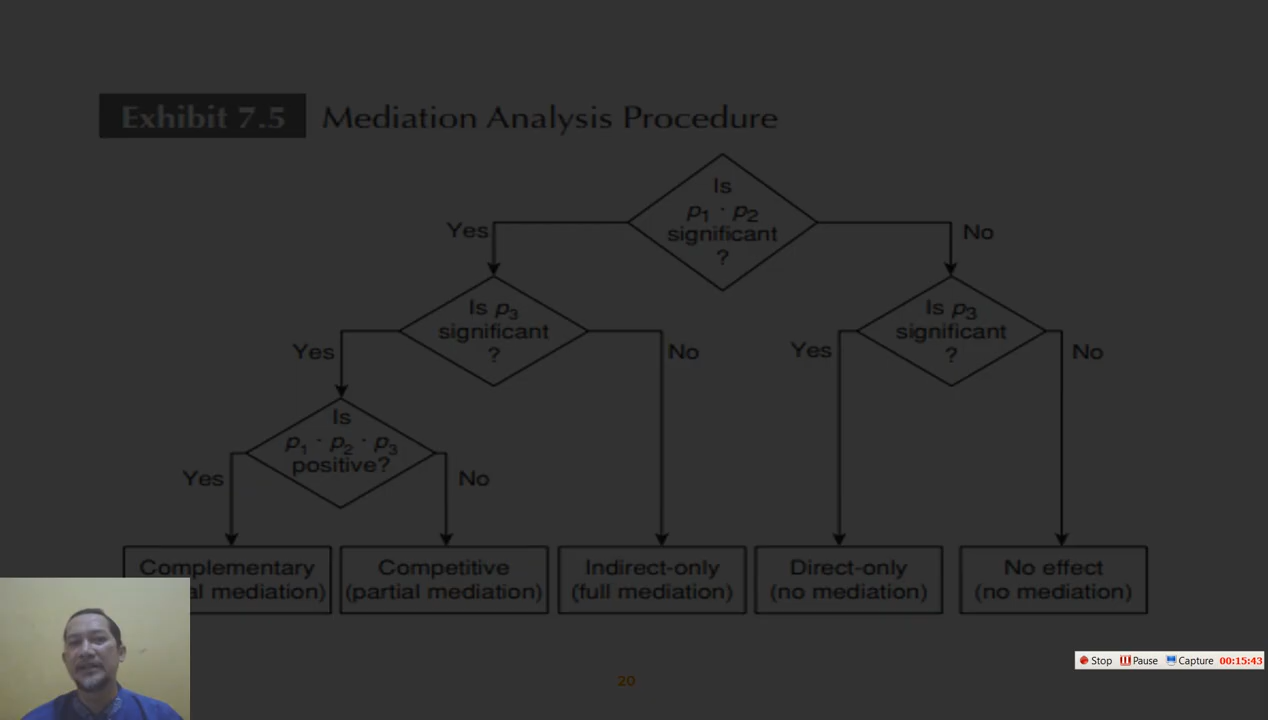 Exhibit 7.5 Mediation Analysis Procedure
Is
p1 · p2
significant
?
Yes
No
Is p3
significant
?
Is p3
significant
?
Yes
No
Yes
No
Is
p1 · p2 · p3
positive?
Yes
No
Complementary
al mediation)
Competitive
(partial mediation)
Indirect-only
(full mediation)
Direct-only
(no mediation)
No effect
(no mediation)
Stop Pause Capture 00:15:43
20